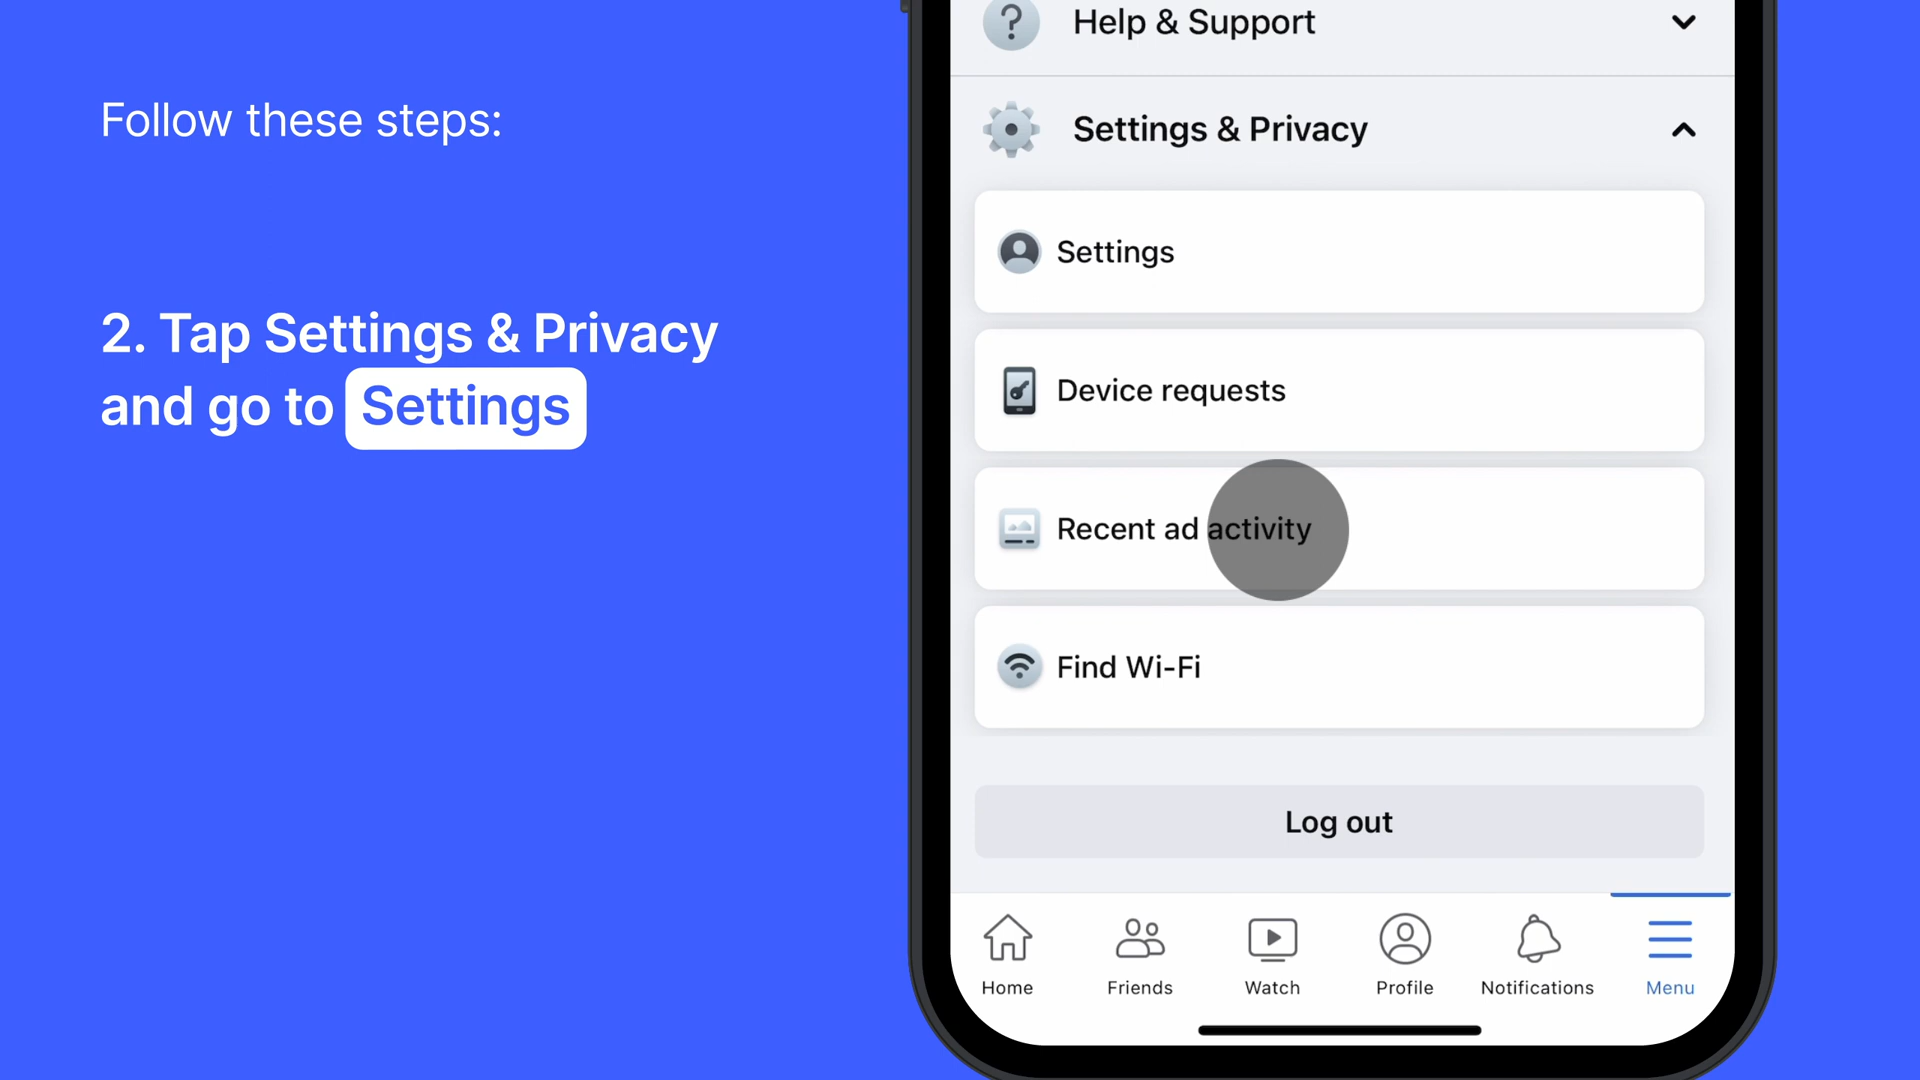 Follow these steps:
2. Tap Settings & Privacy
and go to Settings
Help & Support
Settings & Privacy
Settings
Device requests
Recent ad activity
Find Wi-Fi
Log out
Home
Friends
Watch
Profile
Notifications
Menu